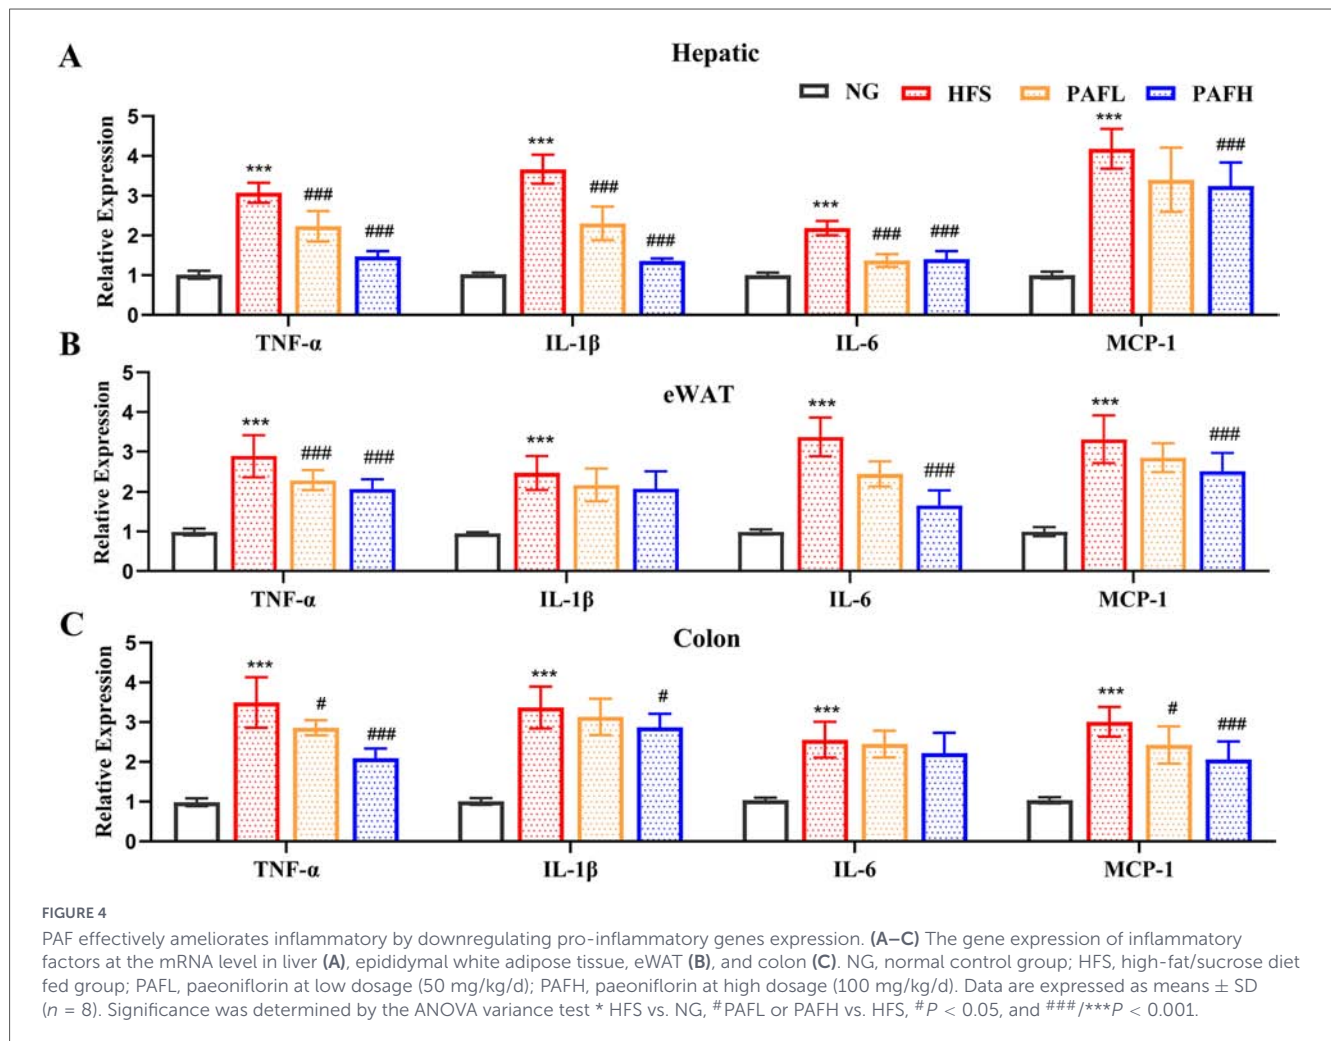 A
Hepatic
NG HFS PAFL PAFH
Relative Expression
5
4
3
2
1
0
*** ### ###
*** ### ###
*** ### ###
*** ###
TNF-α IL-1β IL-6 MCP-1
B
eWAT
Relative Expression
5
4
3
2
1
0
*** ### ###
***
*** ###
*** ###
TNF-α IL-1β IL-6 MCP-1
C
Colon
Relative Expression
5
4
3
2
1
0
*** # ###
*** #
***
*** # ###
TNF-α IL-1β IL-6 MCP-1
FIGURE 4
PAF effectively ameliorates inflammatory by downregulating pro-inflammatory genes expression. (A–C) The gene expression of inflammatory
factors at the mRNA level in liver (A), epididymal white adipose tissue, eWAT (B), and colon (C). NG, normal control group; HFS, high-fat/sucrose diet
fed group; PAFL, paeoniflorin at low dosage (50 mg/kg/d); PAFH, paeoniflorin at high dosage (100 mg/kg/d). Data are expressed as means ± SD
(n = 8). Significance was determined by the ANOVA variance test * HFS vs. NG, #PAFL or PAFH vs. HFS, #P < 0.05, and ###/***P < 0.001.